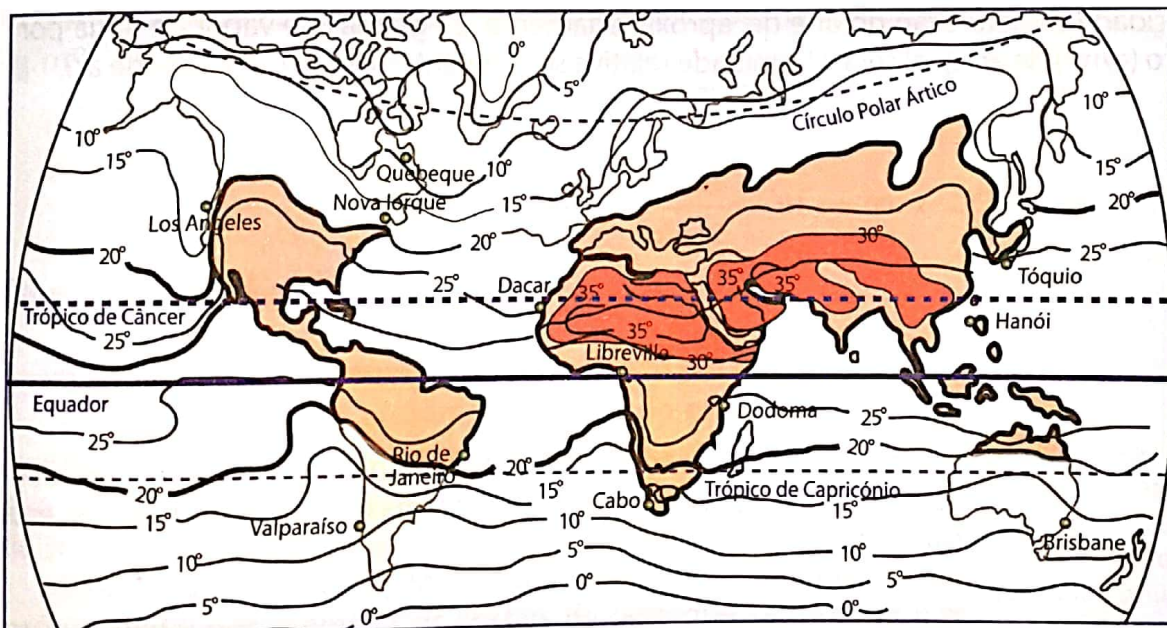 0°
5°
5°
10°
10°
Círculo Polar Ártico
15°
10°
15°
Quebeque
Nova Iorque
15°
20°
Los Angeles
20°
30°
20°
25°
25°
25°
Dacar
35°
35°
35°
Tóquio
Trópico de Câncer
25°
35°
Hanói
Libreville
30°
Equador
25°
Dodoma
25°
20°
Rio de
Janeiro
20°
20°
15°
15°
Cabo
Trópico de Capricónio
15°
Valparaíso
10°
10°
10°
Brisbane
5°
5°
5°
0°
0°